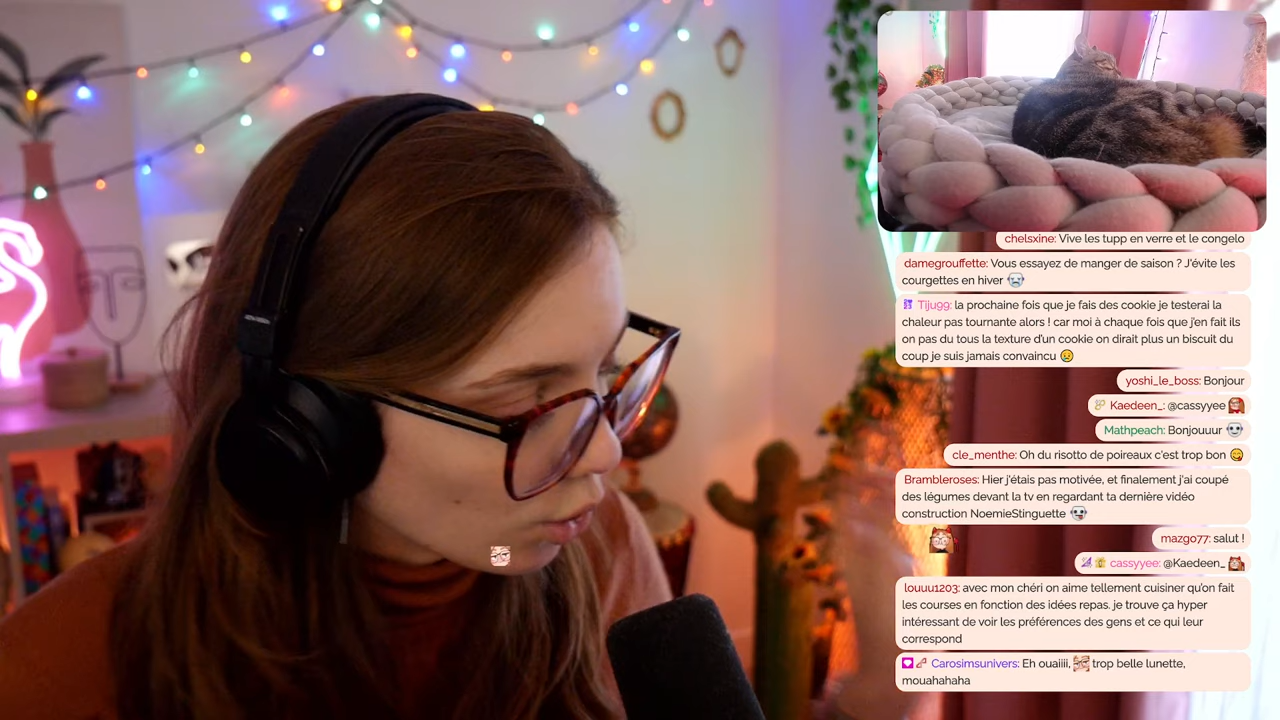 chelsxine: Vive les tupp en verre et le congelo
damegrouffette: Vous essayez de manger de saison ? J'évite les
courgettes en hiver
Tiju99: la prochaine fois que je fais des cookie je testerai la
chaleur pas tournante alors ! car moi à chaque fois que j'en fait ils
on pas du tous la texture d'un cookie on dirait plus un biscuit du
coup je suis jamais convaincu
yoshi_le_boss: Bonjour
Kaedeen_: @cassyyee
Mathpeach: Bonjouuur
cle_menthe: Oh du risotto de poireaux c'est trop bon
Brambleroses: Hier j'étais pas motivée, et finalement j'ai coupé
des légumes devant la tv en regardant ta dernière vidéo
construction NoemieStinguette
mazgo77: salut !
cassyyee: @Kaedeen_
louuu1203: avec mon chéri on aime tellement cuisiner qu'on fait
les courses en fonction des idées repas, je trouve ça hyper
intéressant de voir les préférences des gens et ce qui leur
correspond
Carosimsunivers: Eh ouaiiii, trop belle lunette,
mouahahaha